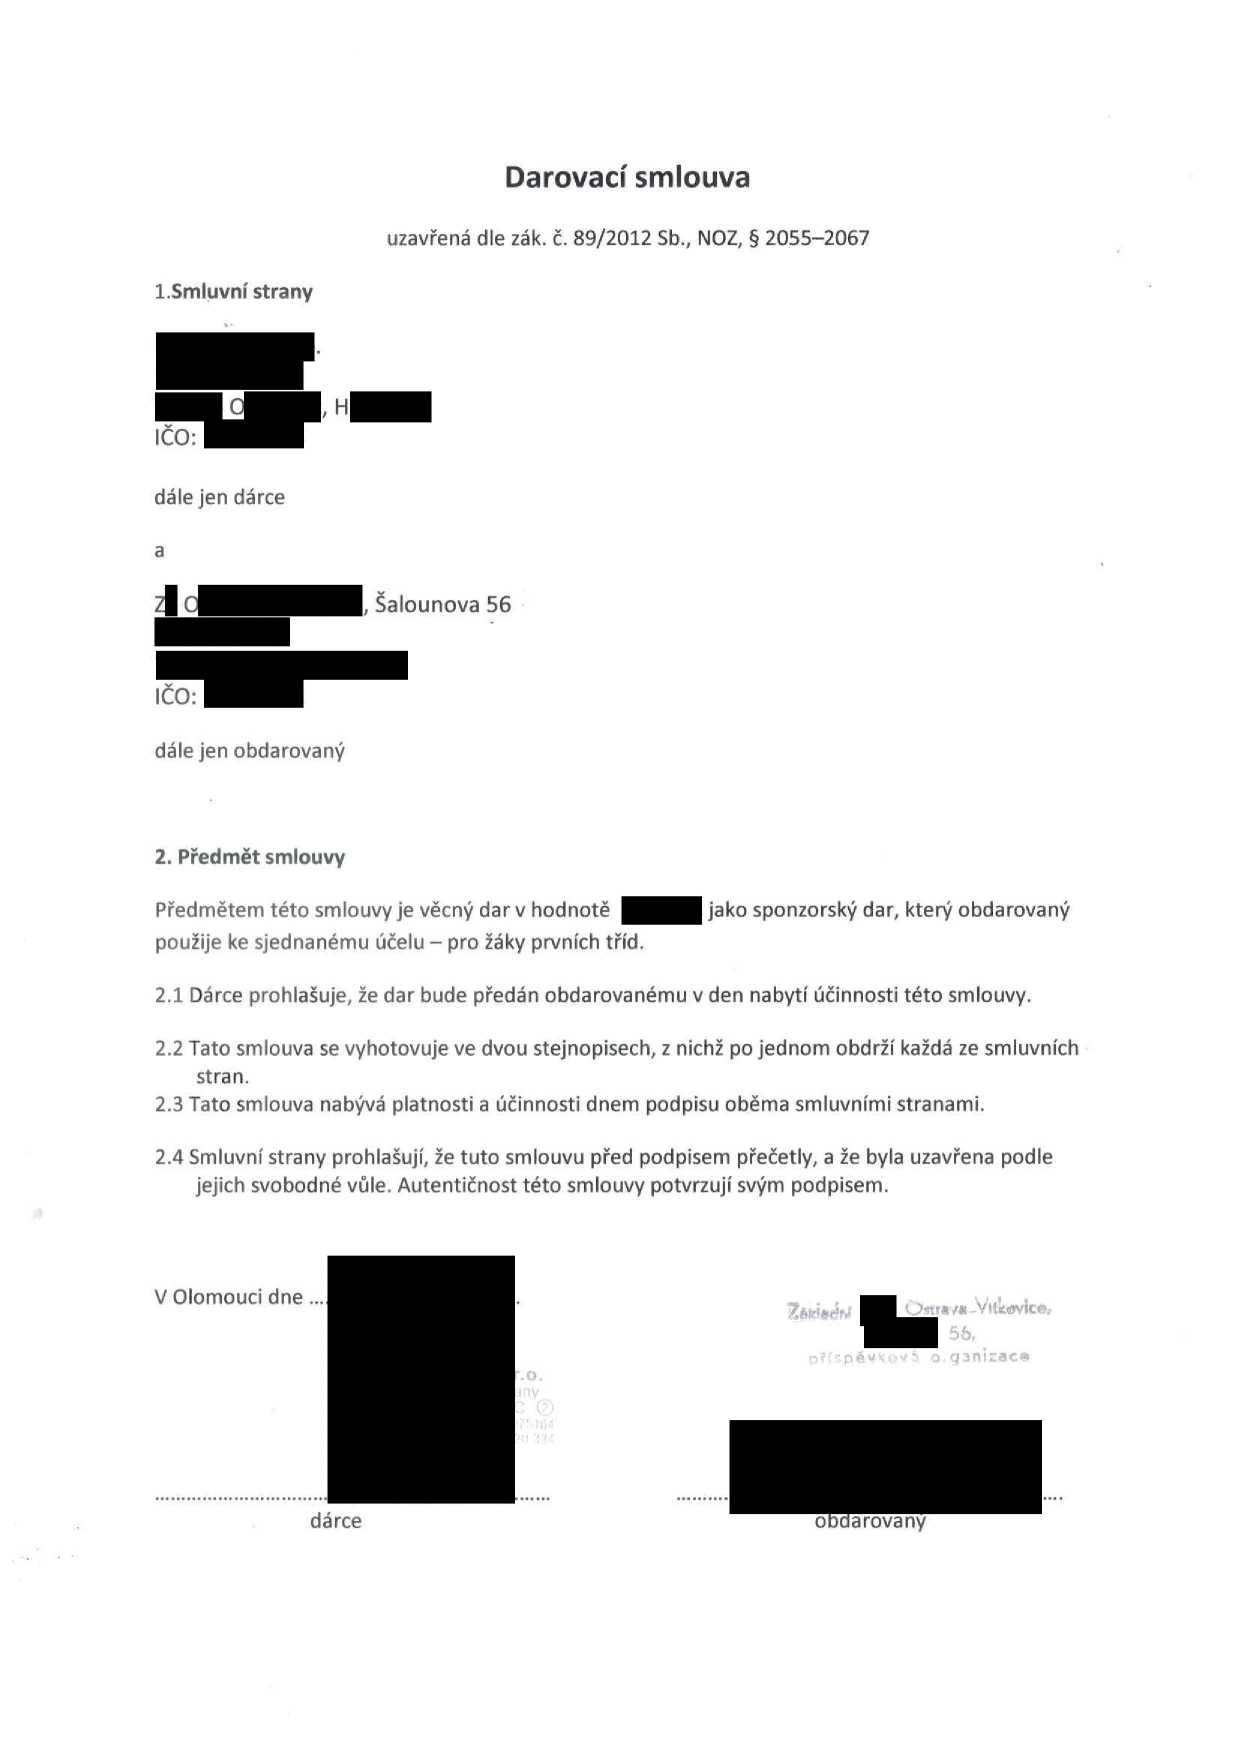 Darovací smlouva
uzavřená dle zák. č. 89/2012 Sb., NOZ, § 2055–2067
1.Smluvní strany
O , H
IČO:
dále jen dárce
a
Z O , Šalounova 56
IČO:
dále jen obdarovaný
2. Předmět smlouvy
Předmětem této smlouvy je věcný dar v hodnotě jako sponzorský dar, který obdarovaný
použije ke sjednanému účelu – pro žáky prvních tříd.
2.1 Dárce prohlašuje, že dar bude předán obdarovanému v den nabytí účinnosti této smlouvy.
2.2 Tato smlouva se vyhotovuje ve dvou stejnopisech, z nichž po jednom obdrží každá ze smluvních
stran.
2.3 Tato smlouva nabývá platnosti a účinnosti dnem podpisu oběma smluvními stranami.
2.4 Smluvní strany prohlašují, že tuto smlouvu před podpisem přečetly, a že byla uzavřena podle
jejich svobodné vůle. Autentičnost této smlouvy potvrzují svým podpisem.
V Olomouci dne ....
Základní Ostrava-Vítkovice,
56,
příspěvková organizace
r.o.
dárce
obdarovaný